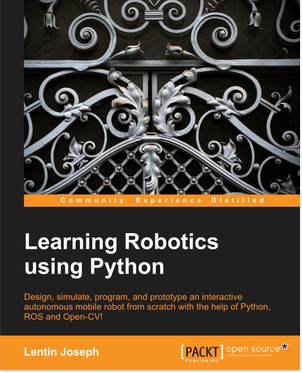 Community Experience Distilled
Learning Robotics
using Python
Design, simulate, program, and prototype an interactive
autonomous mobile robot from scratch with the help of Python,
ROS and Open-CV!
Lentin Joseph
[PACKT] open source*
PUBLISHING